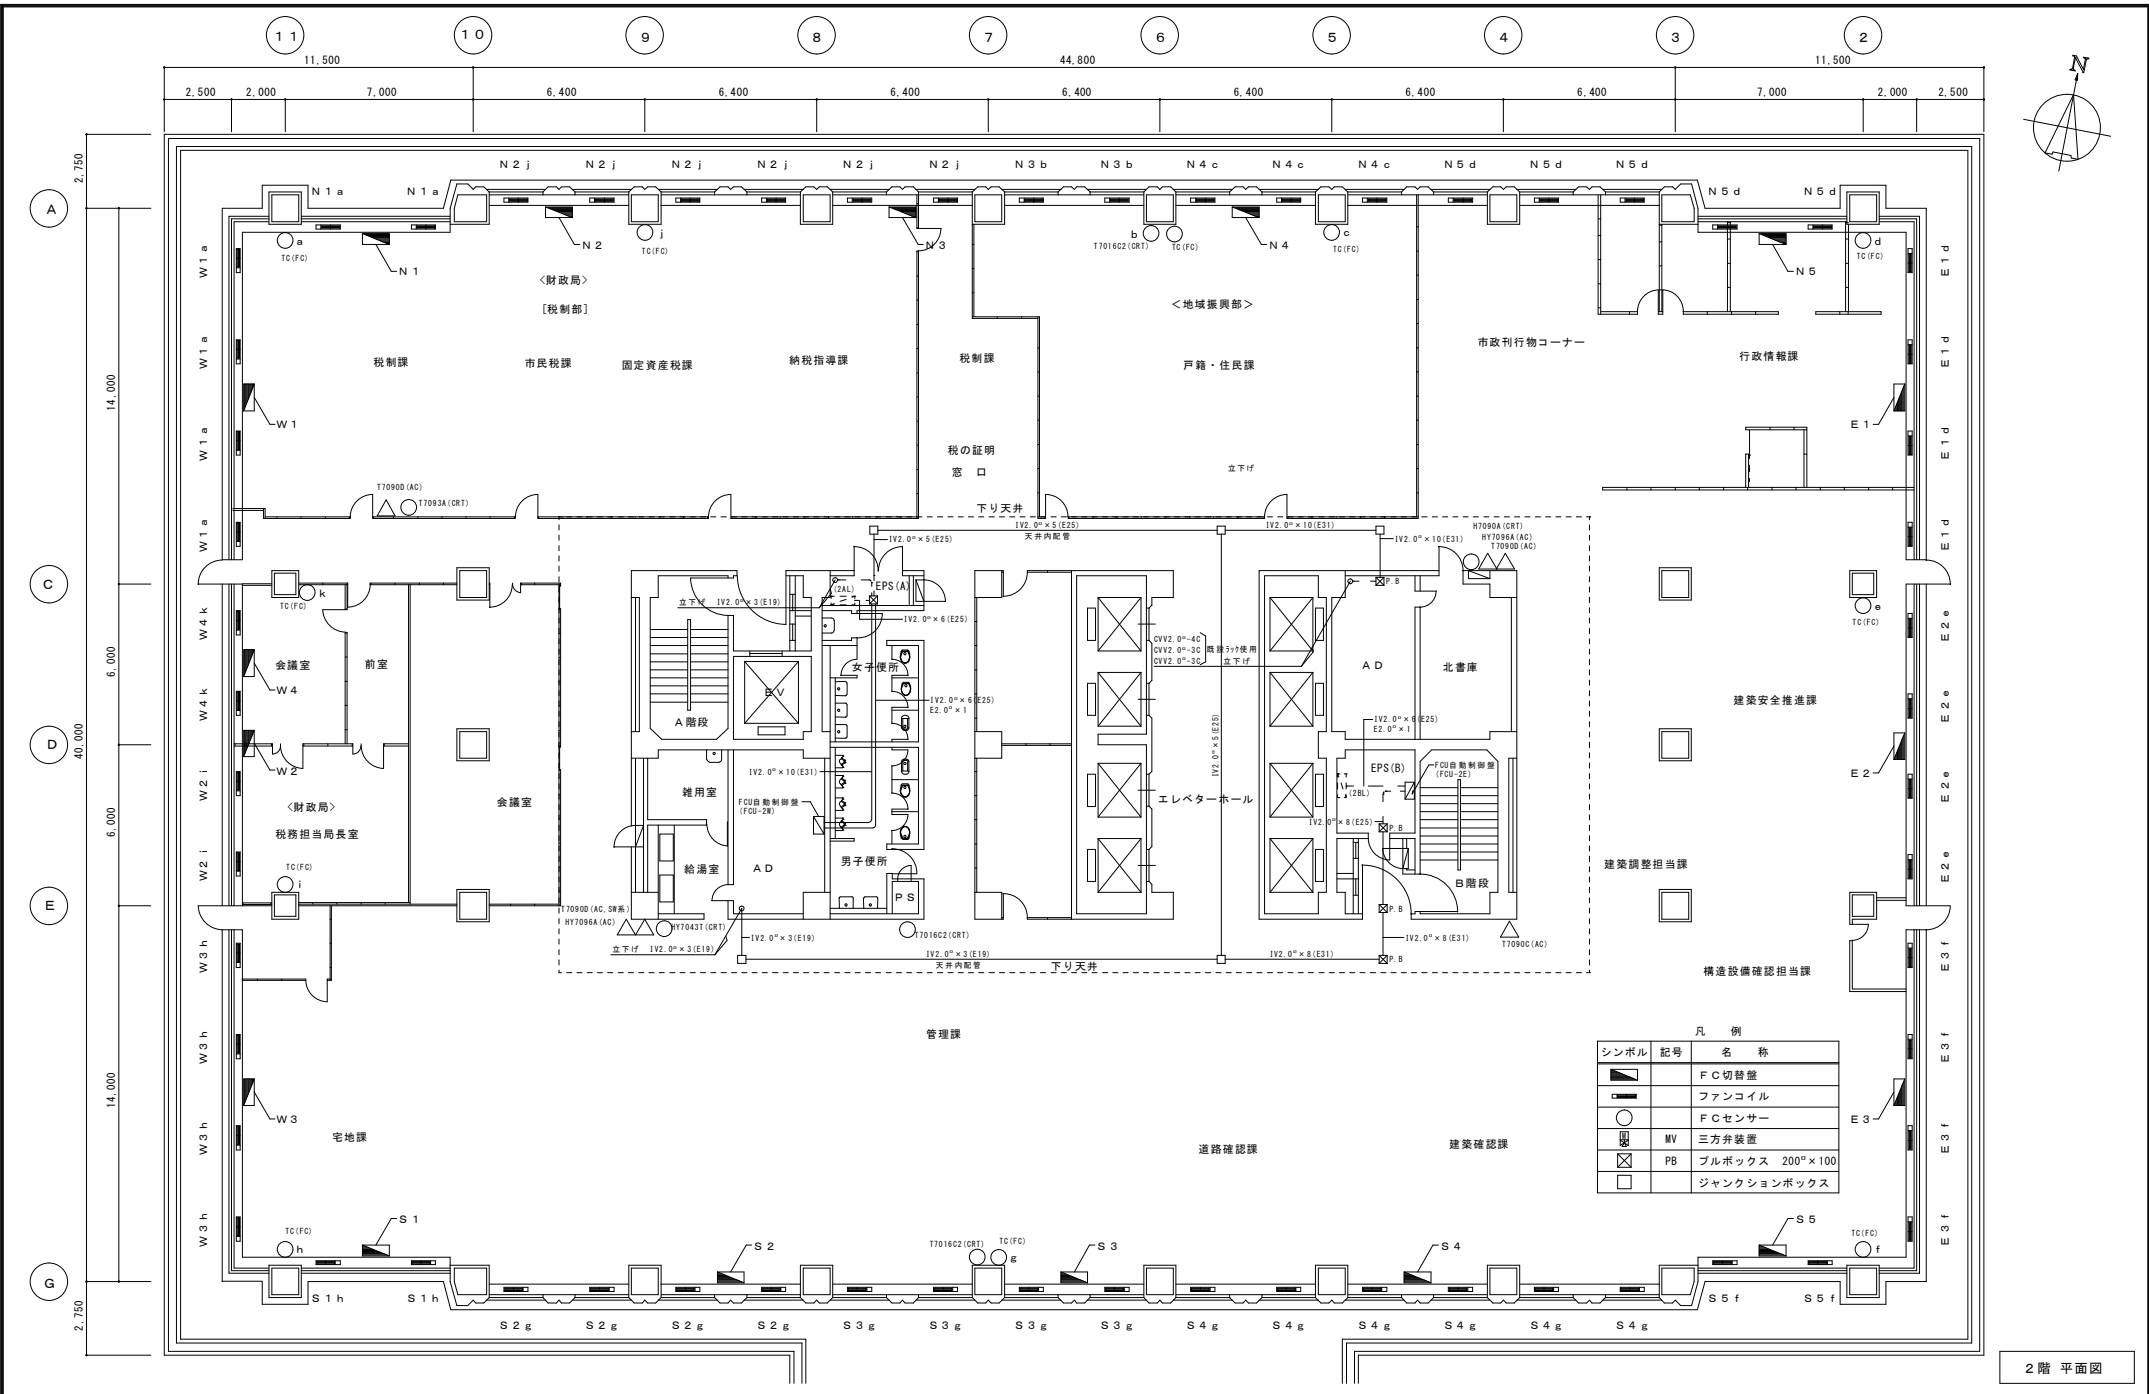 11 10 9 8 7 6 5 4 3 2
11,500 44,800 11,500
2,500 2,000 7,000 6,400 6,400 6,400 6,400 6,400 6,400 6,400 7,000 2,000 2,500
N
2,750
N1a N1a N2j N2j N2j N2j N2j N2j N3b N3b N4c N4c N4c N5d N5d N5d N5d N5d
A
a
TC(FC)
N1
N2
j
TC(FC)
N3
b
T7016C2(CRT)
TC(FC)
N4
c
TC(FC)
N5
d
TC(FC)
W1a
W1a
W1a
W1a
E1d
E1d
E1d
E1d
<財政局>
[税制部]
税制課
市民税課
固定資産税課
納税指導課
税制課
税の証明
窓 口
<地域振興部>
戸籍・住民課
立下げ
市政刊行物コーナー
行政情報課
14,000
W1
E1
T7090D(AC)
T7093A(CRT)
下り天井
IV2.0□×5(E25)
天井内配管
IV2.0□×10(E31)
IV2.0□×5(E25)
IV2.0□×10(E31)
H7090A(CRT)
HY7096A(AC)
T7090D(AC)
C
TC(FC)
k
(2AL)
EPS(A)
立下げ IV2.0□×3(E19)
IV2.0□×6(E25)
P.B
e
TC(FC)
W4k
W4k
会議室
前室
W4
6,000
A階段
EV
女子便所
IV2.0□×6(E25)
E2.0□×1
CVV2.0□-4C
CVV2.0□-3C
CVV2.0□-3C
既設ラック使用
立下げ
AD
北書庫
IV2.0□×6(E25)
E2.0□×1
IV2.0□×5(E25)
建築安全推進課
E2e
E2e
E2e
E2e
D
40,000
W2
W2i
W2i
<財政局>
税務担当局長室
TC(FC)
i
会議室
雑用室
IV2.0□×10(E31)
FCU自動制御盤
(FCU-2W)
給湯室
AD
男子便所
PS
エレベターホール
EPS(B)
(2BL)
FCU自動制御盤
(FCU-2E)
IV2.0□×8(E25)
P.B
B階段
建築調整担当課
E2
6,000
E
T7090D(AC,SW系)
HY7096A(AC)
HY7043T(CRT)
立下げ IV2.0□×3(E19)
IV2.0□×3(E19)
T7016C2(CRT)
IV2.0□×3(E19)
天井内配管
下り天井
IV2.0□×8(E31)
P.B
IV2.0□×8(E31)
P.B
T7090C(AC)
構造設備確認担当課
W3h
W3h
W3h
W3h
E3f
E3f
E3f
E3f
14,000
管理課
W3
宅地課
道路確認課
建築確認課
E3
凡 例
シンボル 記号 名 称
FC切替盤
ファンコイル
FCセンサー
MV 三方弁装置
PB プルボックス 200□×100
ジャンクションボックス
TC(FC)
h
S1
S2
T7016C2(CRT)
TC(FC)
g
S3
S4
S5
TC(FC)
f
G
2,750
S1h S1h S2g S2g S2g S2g S3g S3g S3g S3g S4g S4g S4g S4g S4g S4g S5f S5f
2階 平面図